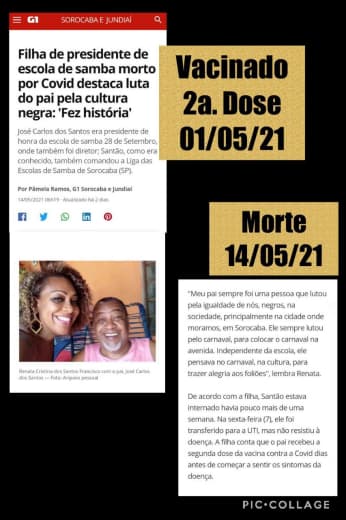 G1
SOROCABA E JUNDIAÍ
Filha de presidente de
escola de samba morto
por Covid destaca luta
do pai pela cultura
negra: 'Fez história'
José Carlos dos Santos era presidente de
honra da escola de samba 28 de Setembro,
onde também foi diretor; Santão, como era
conhecido, também comandou a Liga das
Escolas de Samba de Sorocaba (SP).
Por Pâmela Ramos, G1 Sorocaba e Jundiaí
14/05/2021 06h19 · Atualizado há 2 dias
Renata Cristina dos Santos Francisco com o pai, José Carlos
dos Santos — Foto: Arquivo pessoal
Vacinado
2a. Dose
01/05/21
Morte
14/05/21
"Meu pai sempre foi uma pessoa que lutou
pela igualdade de nós, negros, na
sociedade, principalmente na cidade onde
moramos, em Sorocaba. Ele sempre lutou
pelo carnaval, para colocar o carnaval na
avenida. Independente da escola, ele
pensava no carnaval, na cultura, para
trazer alegria aos foliões", lembra Renata.
De acordo com a filha, Santão estava
internado havia pouco mais de uma
semana. Na sexta-feira (7), ele foi
transferido para a UTI, mas não resistiu à
doença. A filha conta que o pai recebeu a
segunda dose da vacina contra a Covid dias
antes de começar a sentir os sintomas da
doença.
PIC•COLLAGE